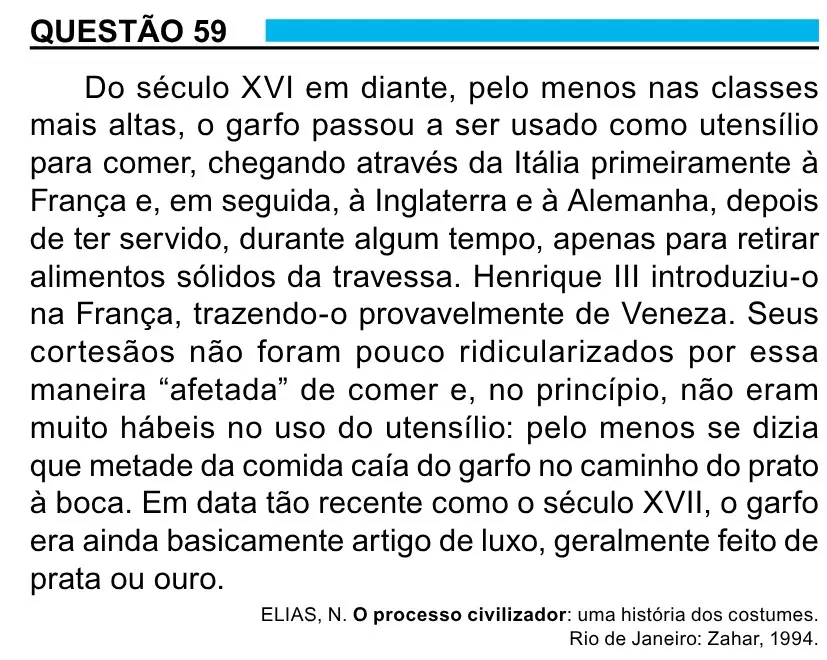 QUESTÃO 59
Do século XVI em diante, pelo menos nas classes
mais altas, o garfo passou a ser usado como utensílio
para comer, chegando através da Itália primeiramente à
França e, em seguida, à Inglaterra e à Alemanha, depois
de ter servido, durante algum tempo, apenas para retirar
alimentos sólidos da travessa. Henrique III introduziu-o
na França, trazendo-o provavelmente de Veneza. Seus
cortesãos não foram pouco ridicularizados por essa
maneira “afetada” de comer e, no princípio, não eram
muito hábeis no uso do utensílio: pelo menos se dizia
que metade da comida caía do garfo no caminho do prato
à boca. Em data tão recente como o século XVII, o garfo
era ainda basicamente artigo de luxo, geralmente feito de
prata ou ouro.
ELIAS, N. O processo civilizador: uma história dos costumes.
Rio de Janeiro: Zahar, 1994.